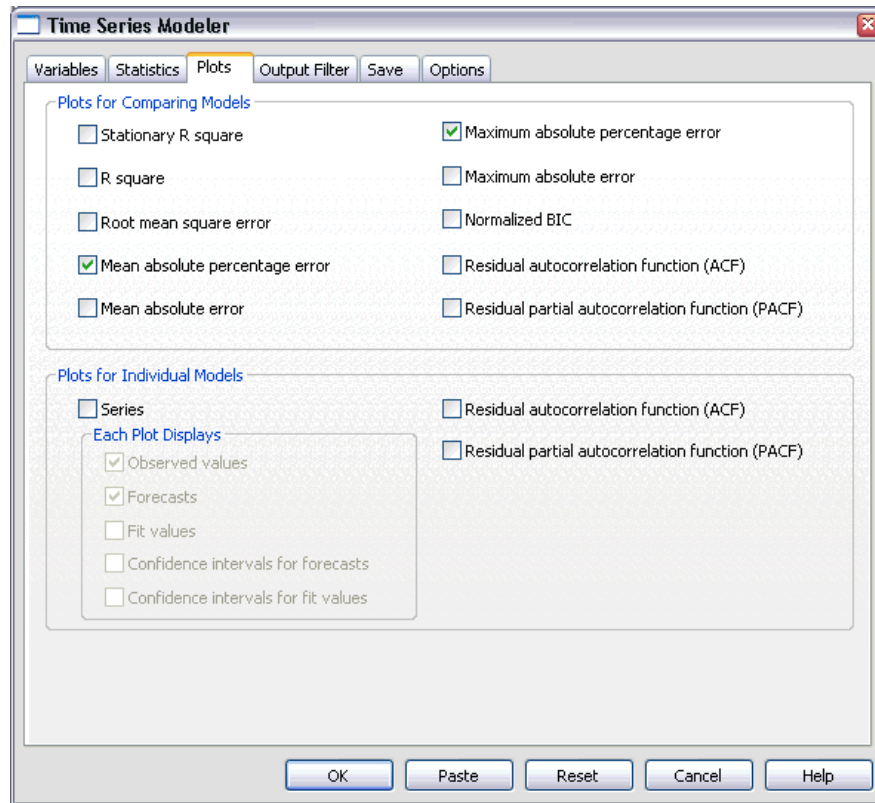 Time Series Modeler
Variables Statistics Plots Output Filter Save Options
Plots for Comparing Models
Stationary R square
R square
Root mean square error
Mean absolute percentage error
Mean absolute error
Maximum absolute percentage error
Maximum absolute error
Normalized BIC
Residual autocorrelation function (ACF)
Residual partial autocorrelation function (PACF)
Plots for Individual Models
Series
Each Plot Displays
Observed values
Forecasts
Fit values
Confidence intervals for forecasts
Confidence intervals for fit values
Residual autocorrelation function (ACF)
Residual partial autocorrelation function (PACF)
OK Paste Reset Cancel Help